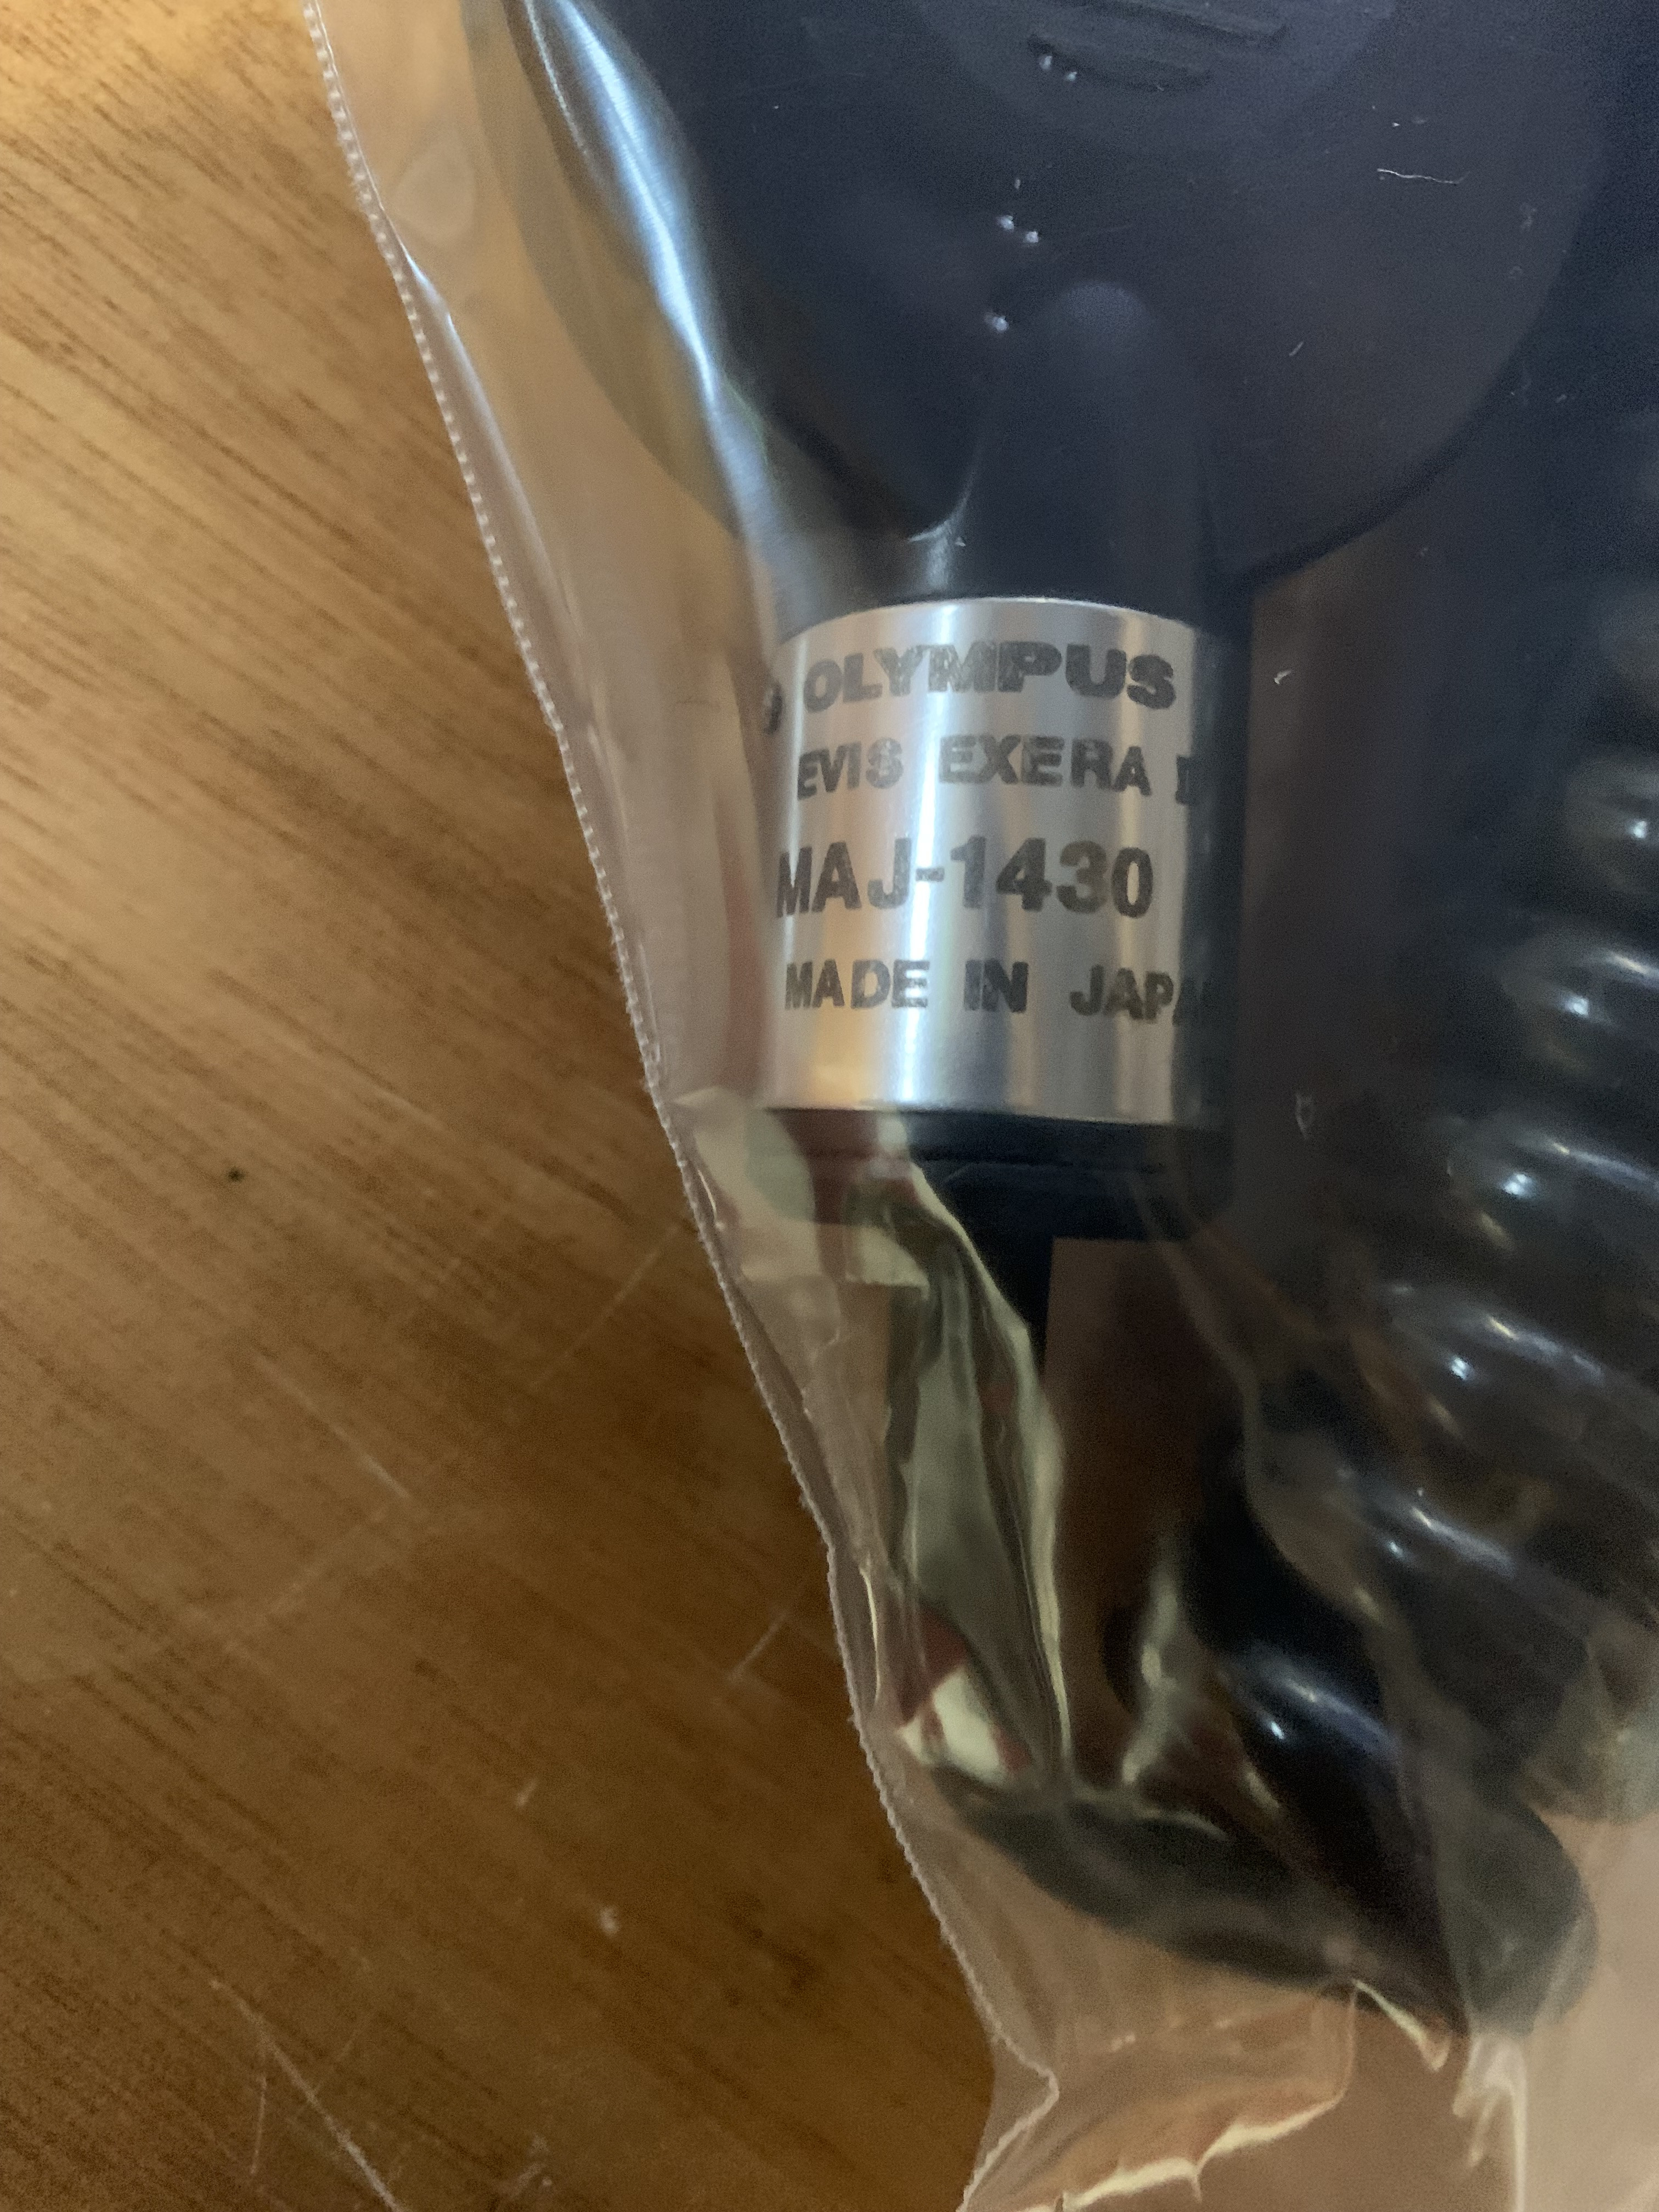 OLYMPUS
EVIS EXERA
MAJ-1430
MADE IN